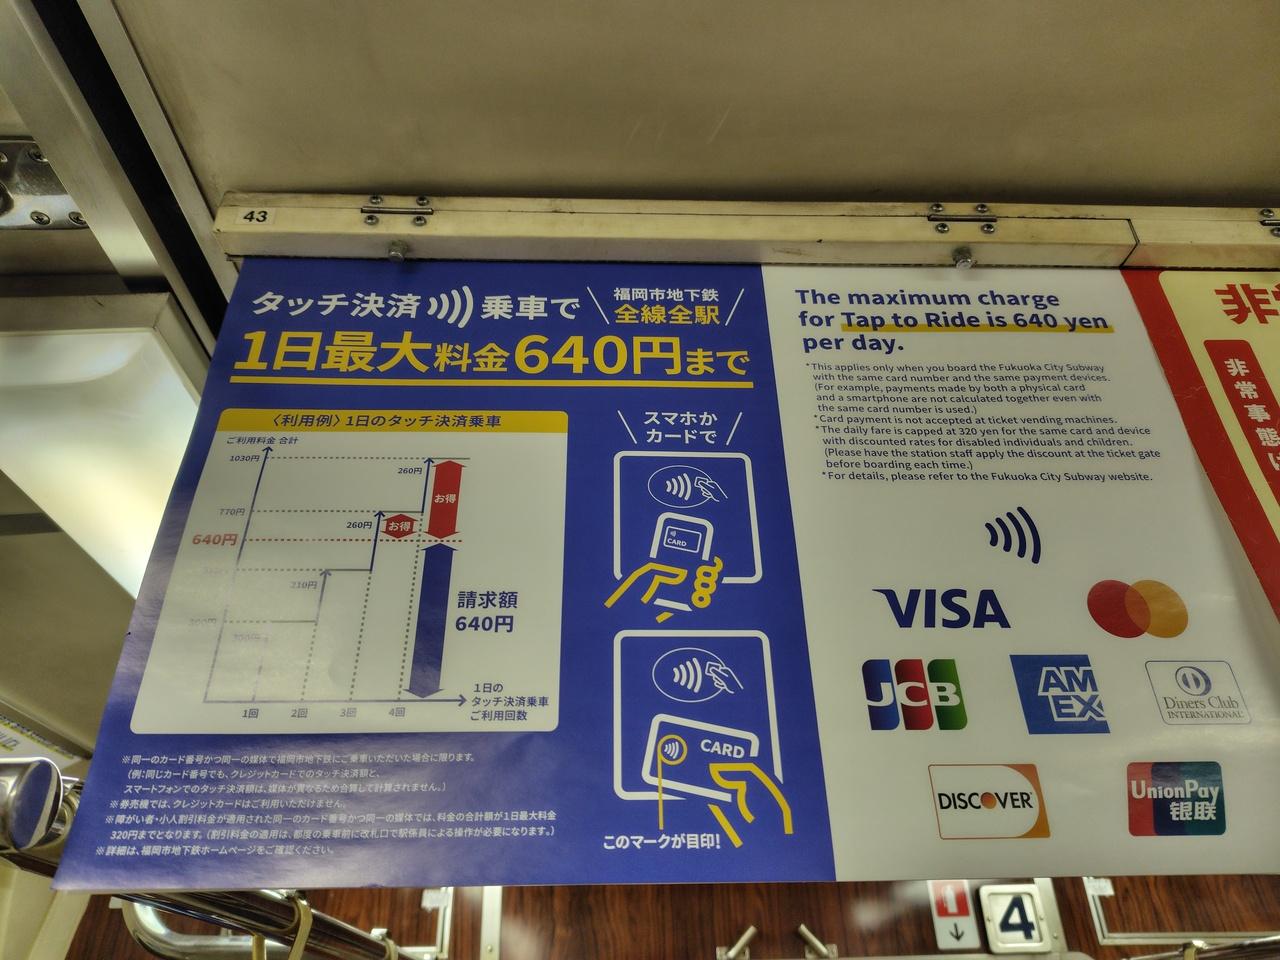 43
タッチ決済 乗車で
福岡市地下鉄
全線全駅
1日最大料金640円まで
〈利用例〉1日のタッチ決済乗車
ご利用料金 合計
1030円
260円
お得
770円
260円
お得
640円
210円
300円
請求額
640円
1回
2回
3回
4回
1日の
タッチ決済乗車
ご利用回数
スマホか
カードで
CARD
CARD
このマークが目印!
※同一のカード番号かつ同一の媒体で福岡市地下鉄にご乗車いただいた場合に限ります。
(例:同じカード番号でも、クレジットカードでのタッチ決済額と、
スマートフォンでのタッチ決済額は、媒体が異なるため合算して計算されません。)
※券売機では、クレジットカードはご利用いただけません。
※障がい者・小人割引料金が適用された同一のカード番号かつ同一の媒体では、料金の合計額が1日最大料金
320円までとなります。(割引料金の適用は、都度の乗車前に改札口で駅係員による操作が必要になります。)
※詳細は、福岡市地下鉄ホームページをご確認ください。
The maximum charge
for Tap to Ride is 640 yen
per day.
*This applies only when you board the Fukuoka City Subway
with the same card number and the same payment devices.
(For example, payments made by both a physical card
and a smartphone are not calculated together even with
the same card number is used.)
*Card payment is not accepted at ticket vending machines.
*The daily fare is capped at 320 yen for the same card and device
with discounted rates for disabled individuals and children.
(Please have the station staff apply the discount at the ticket gate
before boarding each time.)
*For details, please refer to the Fukuoka City Subway website.
VISA
JCB
AM
EX
Diners Club
INTERNATIONAL
DISCOVER
UnionPay
银联
非
非常事態
4